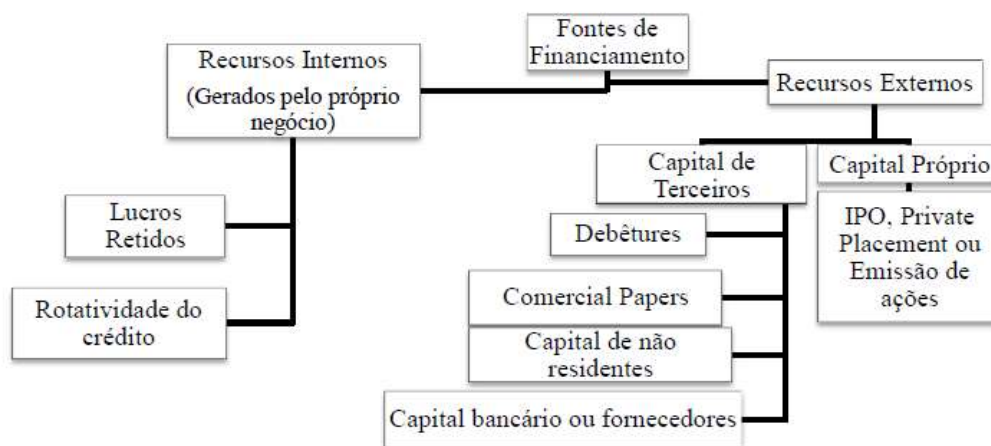 Fontes de
Financiamento
Recursos Internos
(Gerados pelo próprio
negócio)
Lucros
Retidos
Rotatividade do
crédito
Recursos Externos
Capital de
Terceiros
Debêtures
Comercial Papers
Capital de não
residentes
Capital bancário ou fornecedores
Capital Próprio
IPO, Private
Placement ou
Emissão de
ações